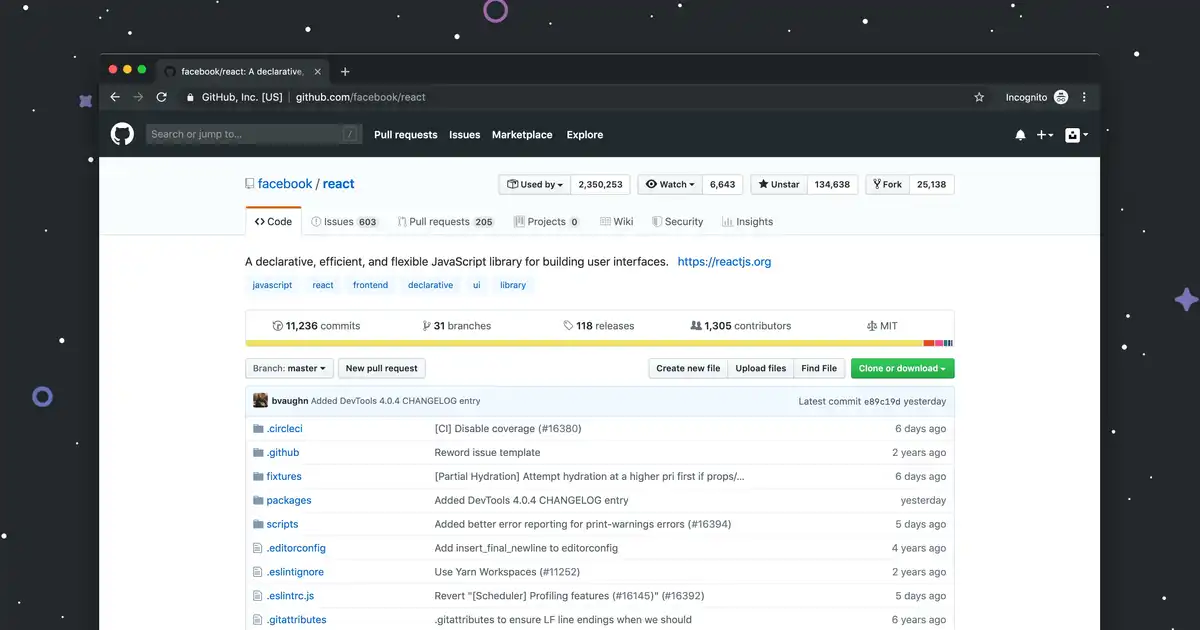 facebook/react: A declarative,
GitHub, Inc. [US] | github.com/facebook/react
Incognito
Search or jump to... /
Pull requests Issues Marketplace Explore
facebook / react
Used by 2,350,253 Watch 6,643 Unstar 134,638 Fork 25,138
Code Issues 603 Pull requests 205 Projects 0 Wiki Security Insights
A declarative, efficient, and flexible JavaScript library for building user interfaces. https://reactjs.org
javascript react frontend declarative ui library
11,236 commits 31 branches 118 releases 1,305 contributors MIT
Branch: master New pull request Create new file Upload files Find File Clone or download
bvaughn Added DevTools 4.0.4 CHANGELOG entry Latest commit e89c19d yesterday
.circleci [CI] Disable coverage (#16380) 6 days ago
.github Reword issue template 2 years ago
fixtures [Partial Hydration] Attempt hydration at a higher pri first if props/... 6 days ago
packages Added DevTools 4.0.4 CHANGELOG entry yesterday
scripts Added better error reporting for print-warnings errors (#16394) 5 days ago
.editorconfig Add insert_final_newline to editorconfig 4 years ago
.eslintignore Use Yarn Workspaces (#11252) 2 years ago
.eslintrc.js Revert "[Scheduler] Profiling features (#16145)" (#16392) 5 days ago
.gitattributes .gitattributes to ensure LF line endings when we should 6 years ago